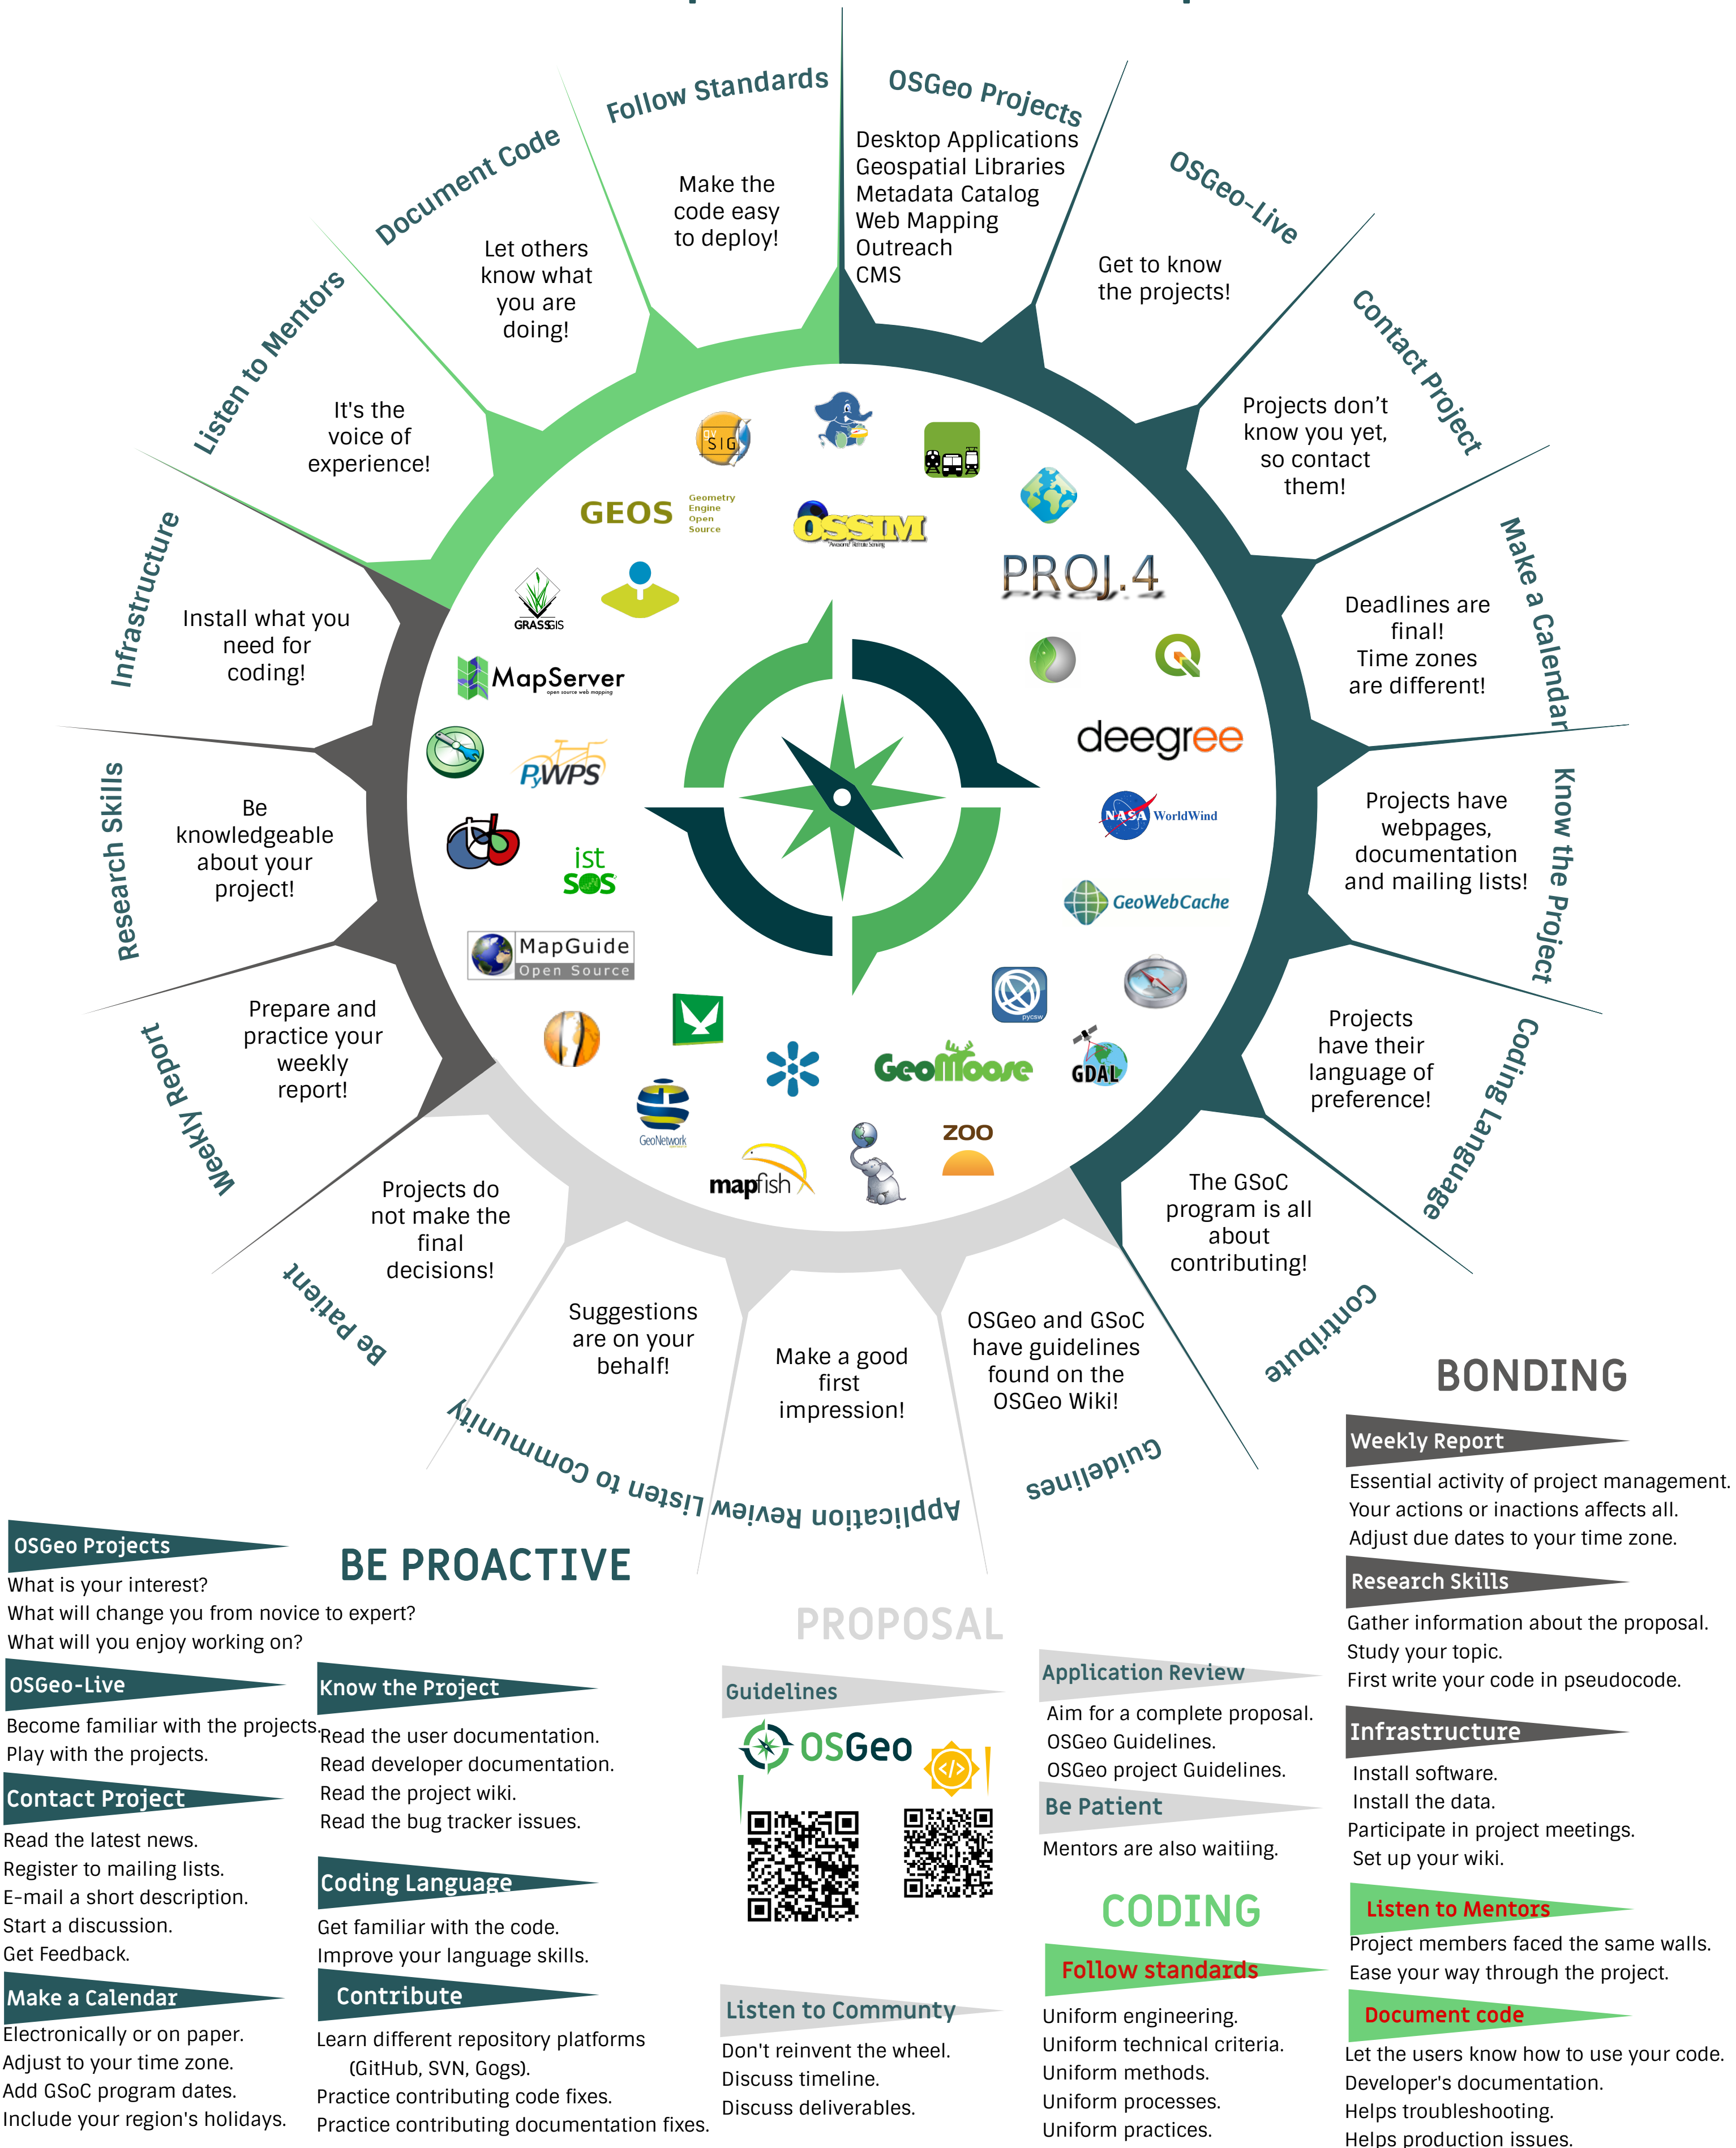 Follow Standards
Make the
code easy
to deploy!
OSGeo Projects
Desktop Applications
Geospatial Libraries
Metadata Catalog
Web Mapping
Outreach
CMS
OSGeo-Live
Get to know
the projects!
Contact Project
Projects don't
know you yet,
so contact
them!
Make a Calendar
Deadlines are
final!
Time zones
are different!
Know the Project
Projects have
webpages,
documentation
and mailing lists!
Coding Language
Projects
have their
language of
preference!
Contribute
The GSoC
program is all
about
contributing!
Guidelines
OSGeo and GSoC
have guidelines
found on the
OSGeo Wiki!
Application Review
Make a good
first
impression!
Listen to Community
Suggestions
are on your
behalf!
Be Patient
Projects do
not make the
final
decisions!
Weekly Report
Prepare and
practice your
weekly
report!
Research Skills
Be
knowledgeable
about your
project!
Infrastructure
Install what you
need for
coding!
Listen to Mentors
It's the
voice of
experience!
Document Code
Let others
know what
you are
doing!
gv
SIG
GEOS
Geometry
Engine
Open
Source
OSSIM
"Awesome" Remote Sensing
PROJ.4
GRASSGIS
MapServer
open source web mapping
deegree
PyWPS
NASA WorldWind
ist
SOS
GeoWebCache
MapGuide
Open Source
pycsw
GeoMoose
GDAL
GeoNetwork
mapfish
ZOO
BE PROACTIVE
OSGeo Projects
What is your interest?
What will change you from novice to expert?
What will you enjoy working on?
OSGeo-Live
Become familiar with the projects.
Play with the projects.
Contact Project
Read the latest news.
Register to mailing lists.
E-mail a short description.
Start a discussion.
Get Feedback.
Make a Calendar
Electronically or on paper.
Adjust to your time zone.
Add GSoC program dates.
Include your region's holidays.
Know the Project
Read the user documentation.
Read developer documentation.
Read the project wiki.
Read the bug tracker issues.
Coding Language
Get familiar with the code.
Improve your language skills.
Contribute
Learn different repository platforms
(GitHub, SVN, Gogs).
Practice contributing code fixes.
Practice contributing documentation fixes.
PROPOSAL
Guidelines
OSGeo
</>
Listen to Communty
Don't reinvent the wheel.
Discuss timeline.
Discuss deliverables.
Application Review
Aim for a complete proposal.
OSGeo Guidelines.
OSGeo project Guidelines.
Be Patient
Mentors are also waitiing.
CODING
Follow standards
Uniform engineering.
Uniform technical criteria.
Uniform methods.
Uniform processes.
Uniform practices.
BONDING
Weekly Report
Essential activity of project management.
Your actions or inactions affects all.
Adjust due dates to your time zone.
Research Skills
Gather information about the proposal.
Study your topic.
First write your code in pseudocode.
Infrastructure
Install software.
Install the data.
Participate in project meetings.
Set up your wiki.
Listen to Mentors
Project members faced the same walls.
Ease your way through the project.
Document code
Let the users know how to use your code.
Developer's documentation.
Helps troubleshooting.
Helps production issues.